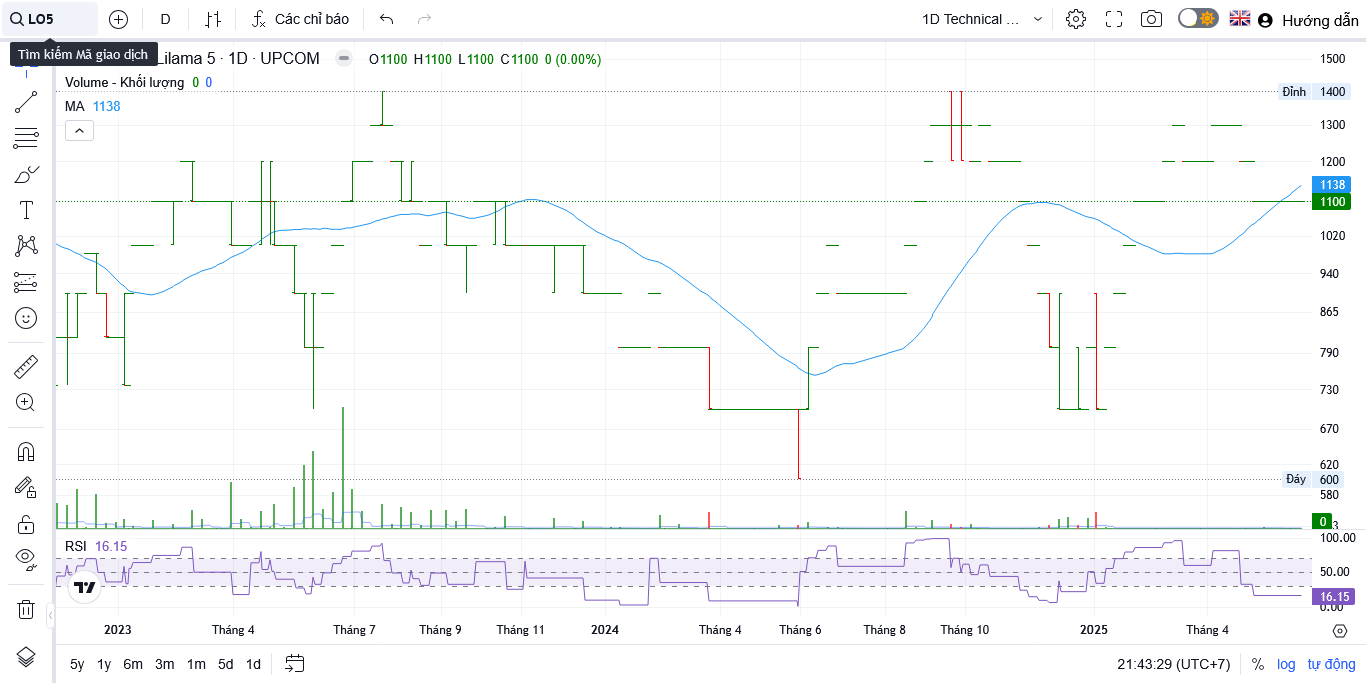 LO5
D
Các chỉ báo
1D Technical ...
Hướng dẫn
Tìm kiếm Mã giao dịch
Lilama 5 · 1D · UPCOM
O1100 H1100 L1100 C1100 0 (0.00%)
Volume - Khối lượng 0 0
MA 1138
1500
Đỉnh 1400
1300
1200
1138
1100
1020
940
865
790
730
670
620
Đáy 600
580
0
3
RSI 16.15
100.00
50.00
16.15
0.00
2023 Tháng 4 Tháng 7 Tháng 9 Tháng 11 2024 Tháng 4 Tháng 6 Tháng 8 Tháng 10 2025 Tháng 4
5y 1y 6m 3m 1m 5d 1d
21:43:29 (UTC+7) % log tự động